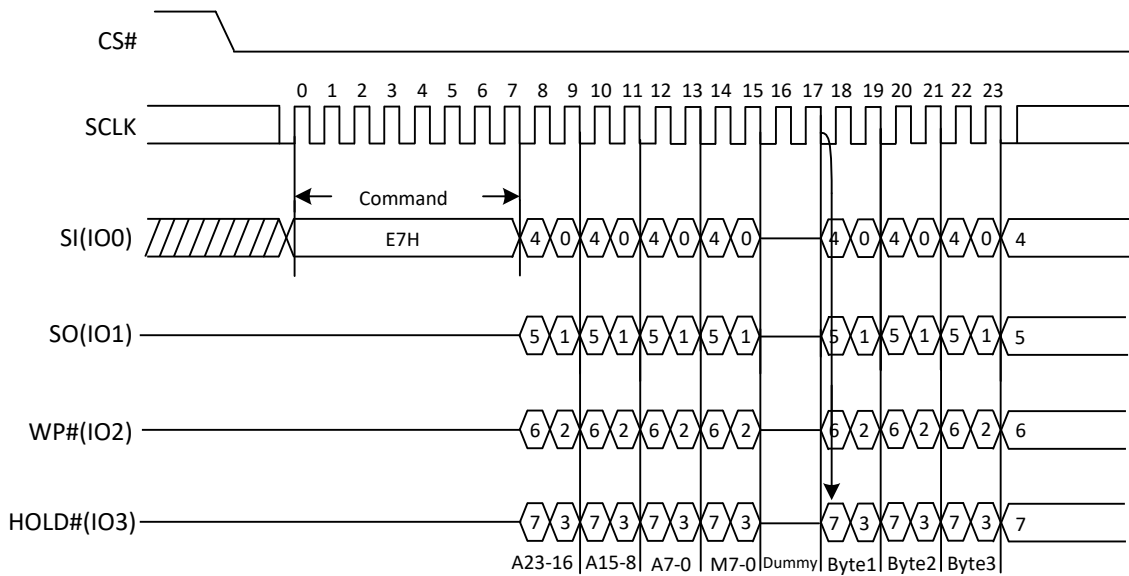 CS#
0 1 2 3 4 5 6 7 8 9 10 11 12 13 14 15 16 17 18 19 20 21 22 23
SCLK
Command
SI(IO0) E7H 4 0 4 0 4 0 4 0 4 0 4 0 4 0 4
SO(IO1) 5 1 5 1 5 1 5 1 5 1 5 1 5 1 5
WP#(IO2) 6 2 6 2 6 2 6 2 6 2 6 2 6 2 6
HOLD#(IO3) 7 3 7 3 7 3 7 3 7 3 7 3 7 3 7
A23-16 A15-8 A7-0 M7-0 Dummy Byte1 Byte2 Byte3